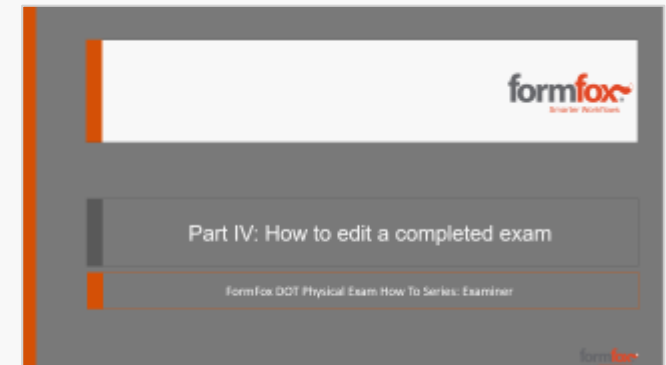 formfox
Smarter Workflows
Part IV: How to edit a completed exam
FormFox DOT Physical Exam How To Series: Examiner
formfox